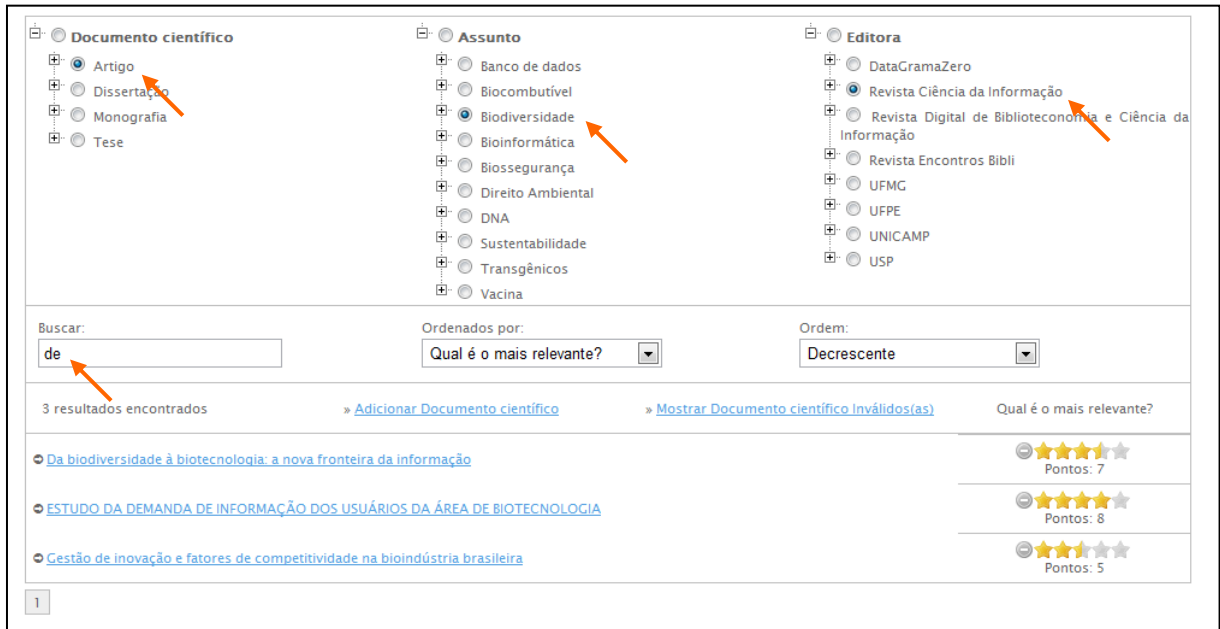 Documento científico
Artigo
Dissertação
Monografia
Tese
Assunto
Banco de dados
Biocombutível
Biodiversidade
Bioinformática
Biossegurança
Direito Ambiental
DNA
Sustentabilidade
Transgênicos
Vacina
Editora
DataGramaZero
Revista Ciência da Informação
Revista Digital de Biblioteconomia e Ciência da
Informação
Revista Encontros Bibli
UFMG
UFPE
UNICAMP
USP
Buscar:
de
Ordenados por:
Qual é o mais relevante?
Ordem:
Decrescente
3 resultados encontrados
» Adicionar Documento científico
» Mostrar Documento científico Inválidos(as)
Qual é o mais relevante?
Da biodiversidade à biotecnologia: a nova fronteira da informação
Pontos: 7
ESTUDO DA DEMANDA DE INFORMAÇÃO DOS USUÁRIOS DA ÁREA DE BIOTECNOLOGIA
Pontos: 8
Gestão de inovação e fatores de competitividade na bioindústria brasileira
Pontos: 5
1